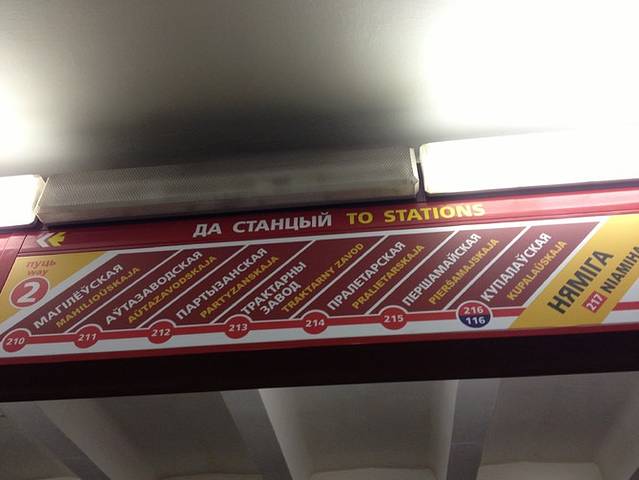 ДА СТАНЦЫЙ TO STATIONS
пуць
way
2
МАГІЛЁЎСКАЯ
MAHILIOŬSKAJA
АЎТАЗАВОДСКАЯ
AŬTAZAVODSKAJA
ПАРТЫЗАНСКАЯ
PARTYZANSKAJA
ТРАКТАРНЫ
ЗАВОД
TRAKTARNY ZAVOD
ПРАЛЕТАРСКАЯ
PRALIETARSKAJA
ПЕРШАМАЙСКАЯ
PIERŠAMAJSKAJA
КУПАЛАЎСКАЯ
KUPALAŬSKAJA
НЯМІГА
217 NIAMIHA
210
211
212
213
214
215
216
116